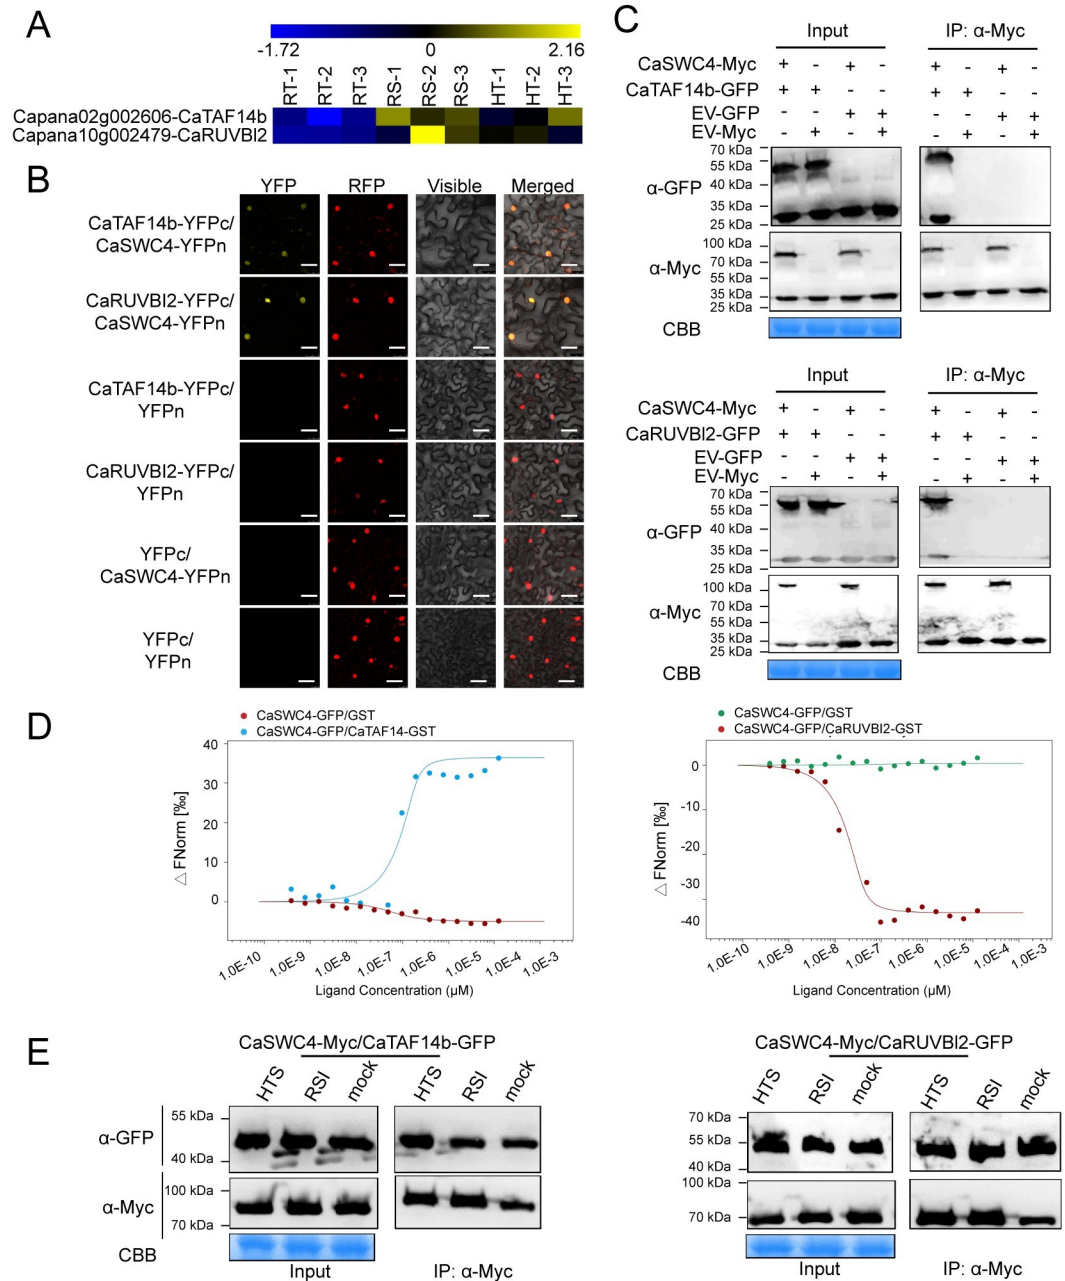 A
-1.72 0 2.16
RT-1 RT-2 RT-3 RS-1 RS-2 RS-3 HT-1 HT-2 HT-3
Capana02g002606-CaTAF14b
Capana10g002479-CaRUVBl2
B
YFP RFP Visible Merged
CaTAF14b-YFPc/
CaSWC4-YFPn
CaRUVBl2-YFPc/
CaSWC4-YFPn
CaTAF14b-YFPc/
YFPn
CaRUVBl2-YFPc/
YFPn
YFPc/
CaSWC4-YFPn
YFPc/
YFPn
C
Input IP: α-Myc
CaSWC4-Myc + - + - + - + -
CaTAF14b-GFP + + - - + + - -
EV-GFP - - + + - - + +
EV-Myc - + - + - + - +
α-GFP
70 kDa
55 kDa
40 kDa
35 kDa
25 kDa
α-Myc
100 kDa
70 kDa
55 kDa
35 kDa
25 kDa
CBB
Input IP: α-Myc
CaSWC4-Myc + - + - + - + -
CaRUVBl2-GFP + + - - + + - -
EV-GFP - - + + - - + +
EV-Myc - + - + - + - +
α-GFP
70 kDa
55 kDa
40 kDa
35 kDa
25 kDa
α-Myc
100 kDa
70 kDa
55 kDa
35 kDa
25 kDa
CBB
D
CaSWC4-GFP/GST
CaSWC4-GFP/CaTAF14-GST
△ FNorm [‰]
40
30
20
10
0
1.0E-10 1.0E-9 1.0E-8 1.0E-7 1.0E-6 1.0E-5 1.0E-4 1.0E-3
Ligand Concentration (μM)
CaSWC4-GFP/GST
CaSWC4-GFP/CaRUVBl2-GST
△ FNorm [‰]
0
-10
-20
-30
-40
1.0E-10 1.0E-9 1.0E-8 1.0E-7 1.0E-6 1.0E-5 1.0E-4 1.0E-3
Ligand Concentration (μM)
E
CaSWC4-Myc/CaTAF14b-GFP
HTS RSI mock HTS RSI mock
α-GFP
55 kDa
40 kDa
α-Myc
100 kDa
70 kDa
CBB
Input IP: α-Myc
CaSWC4-Myc/CaRUVBl2-GFP
HTS RSI mock HTS RSI mock
70 kDa
55 kDa
40 kDa
100 kDa
70 kDa
Input IP: α-Myc